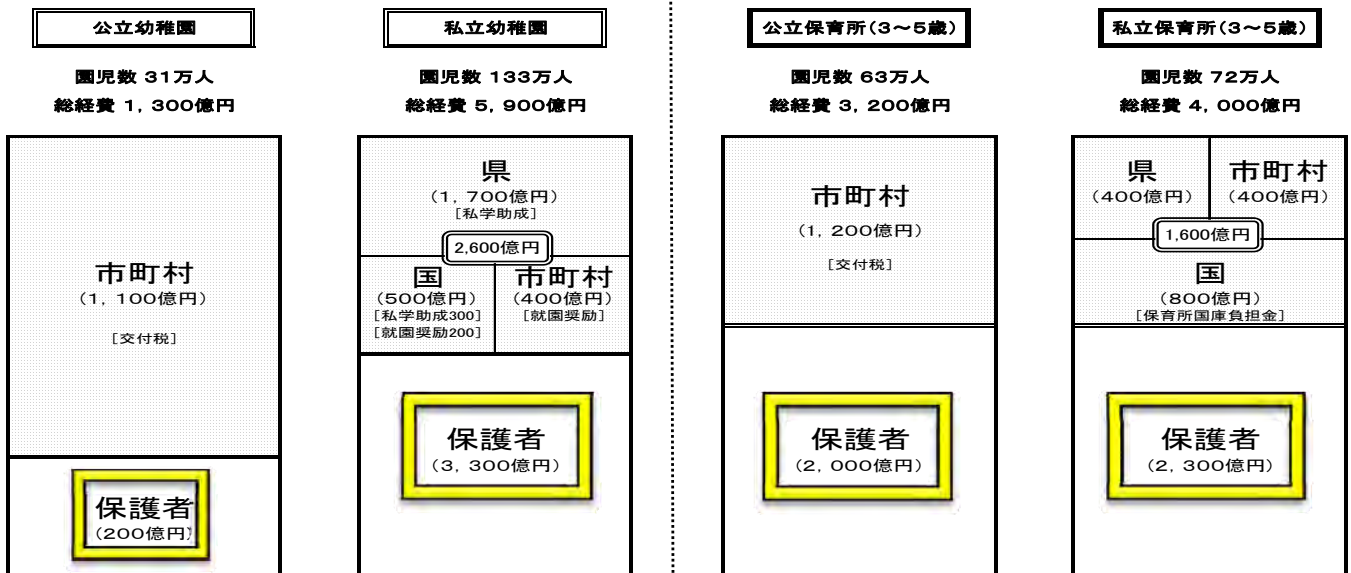 公立幼稚園
園児数 31万人
総経費 1，300億円
市町村
（1，100億円）
［交付税］
保護者
（200億円）
私立幼稚園
園児数 133万人
総経費 5，900億円
県
（1，700億円）
［私学助成］
2,600億円
国
（500億円）
［私学助成300］
［就園奨励200］
市町村
（400億円）
［就園奨励］
保護者
（3，300億円）
公立保育所（3～5歳）
園児数 63万人
総経費 3，200億円
市町村
（1，200億円）
［交付税］
保護者
（2，000億円）
私立保育所（3～5歳）
園児数 72万人
総経費 4，000億円
県
（400億円）
市町村
（400億円）
1,600億円
国
（800億円）
［保育所国庫負担金］
保護者
（2，300億円）